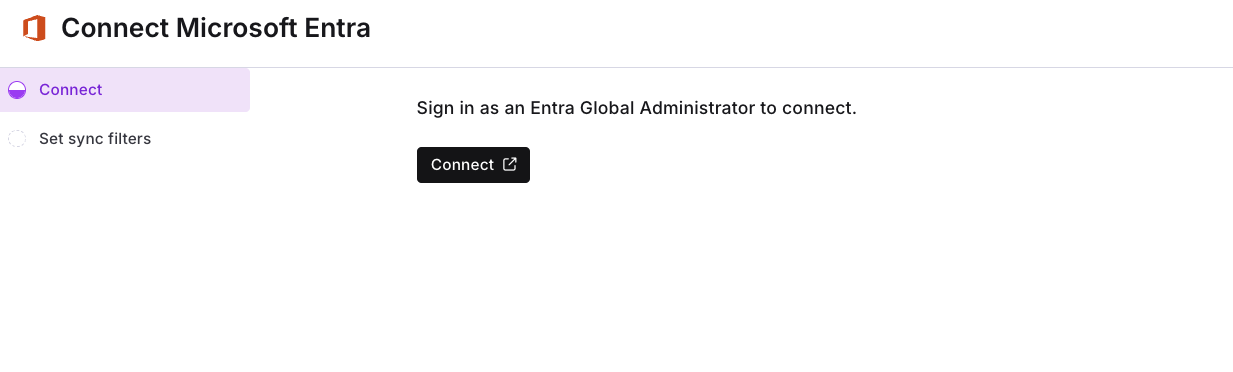 Connect Microsoft Entra
Connect
Set sync filters
Sign in as an Entra Global Administrator to connect.
Connect